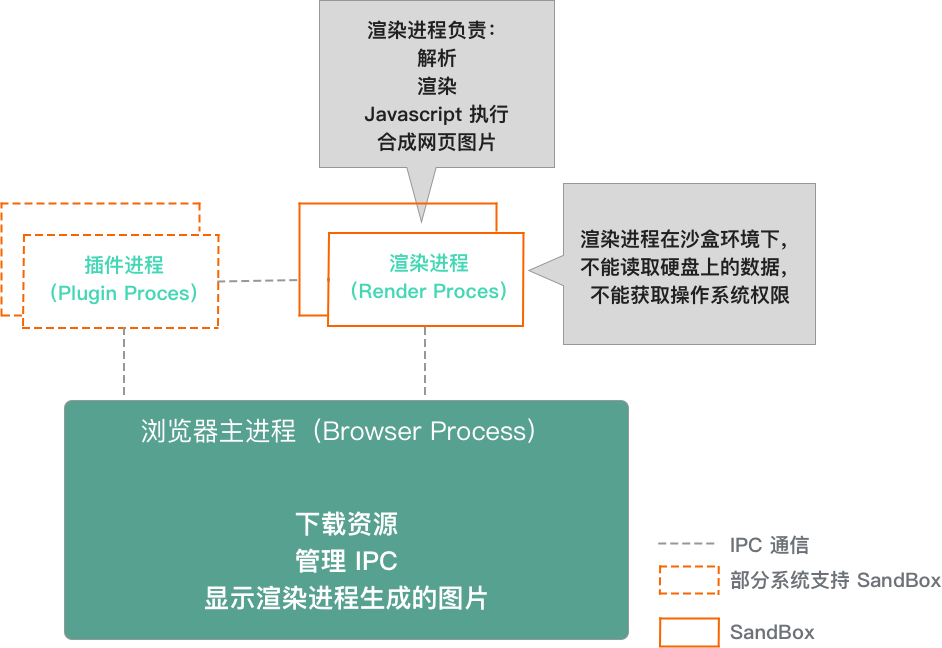 渲染进程负责：
解析
渲染
Javascript 执行
合成网页图片
渲染进程在沙盒环境下，
不能读取硬盘上的数据，
不能获取操作系统权限
插件进程
（Plugin Proces）
渲染进程
（Render Proces）
浏览器主进程（Browser Process）
下载资源
管理 IPC
显示渲染进程生成的图片
IPC 通信
部分系统支持 SandBox
SandBox